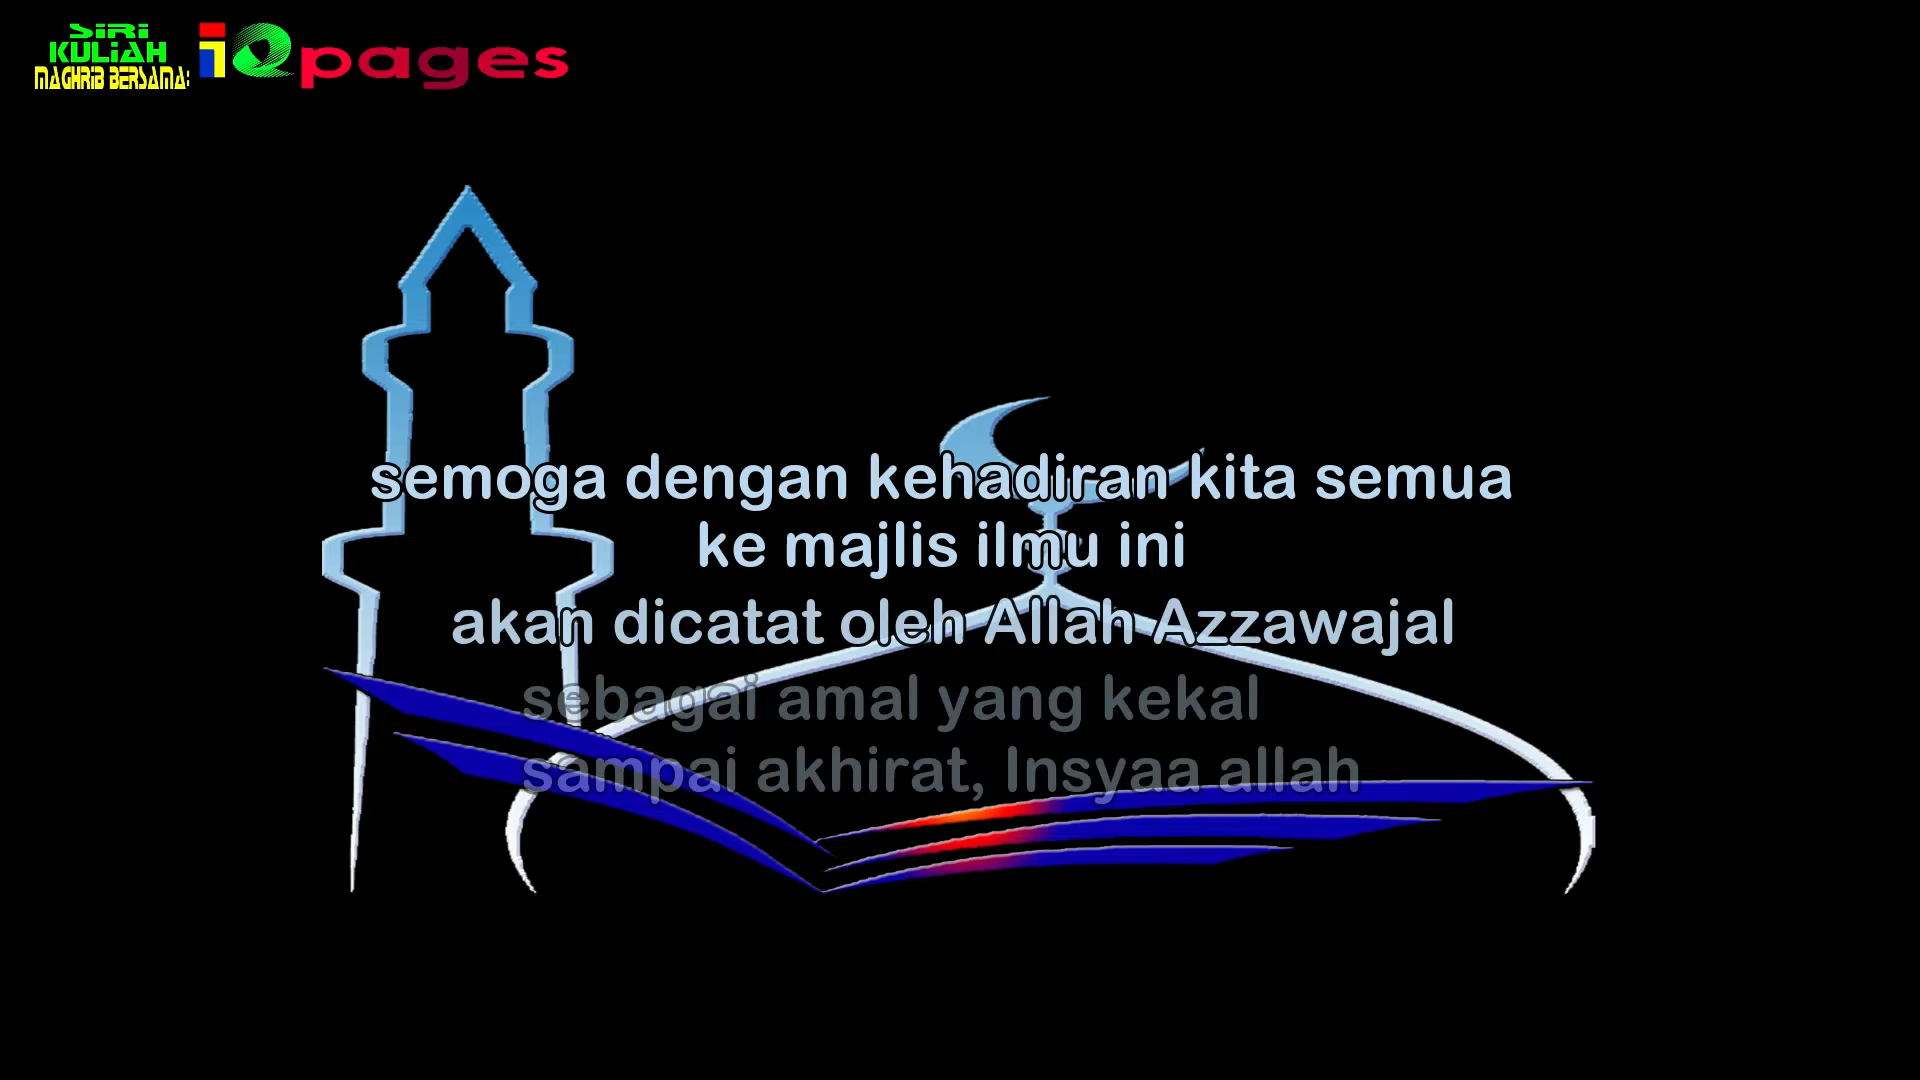 SIRI
KULIAH
MAGHRIB BERSAMA:
iQpages
semoga dengan kehadiran kita semua
ke majlis ilmu ini
akan dicatat oleh Allah Azzawajal
sebagai amal yang kekal
sampai akhirat, Insyaa allah